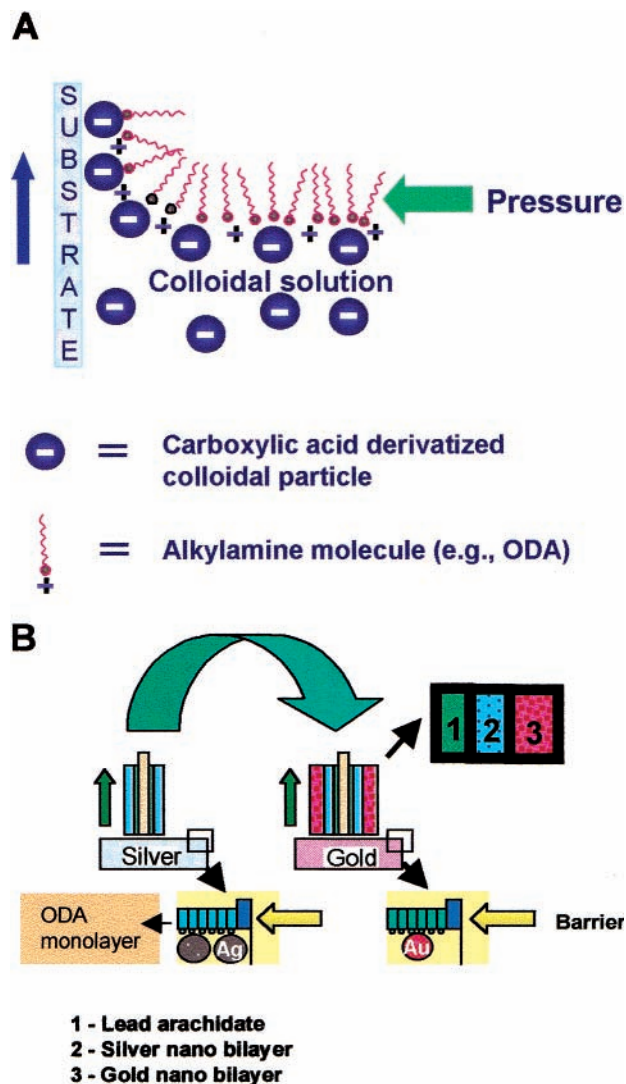 A
SUBSTRATE
Pressure
Colloidal solution
= Carboxylic acid derivatized
colloidal particle
+ = Alkylamine molecule (e.g., ODA)
B
1 2 3
Silver
Gold
ODA
monolayer
Ag
Au
Barrier
1 - Lead arachidate
2 - Silver nano bilayer
3 - Gold nano bilayer